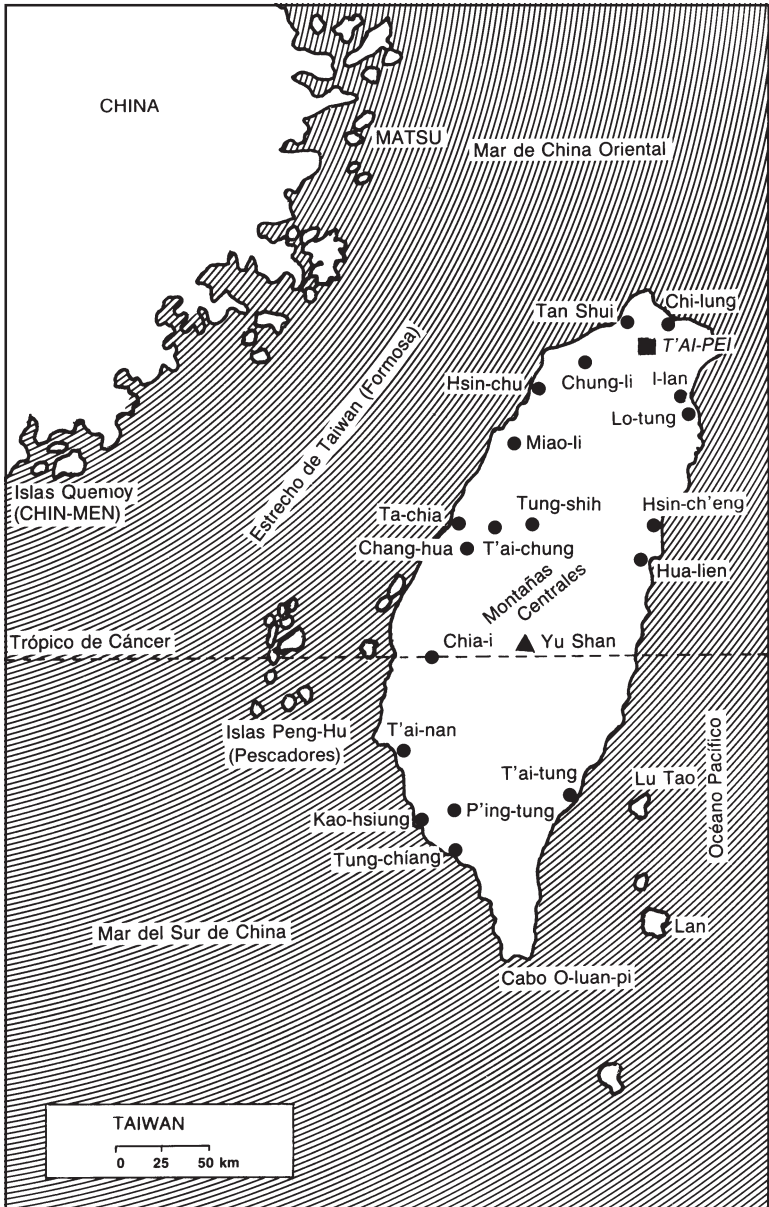 CHINA
MATSU
Mar de China Oriental
Chi-lung
Tan Shui
T'AI-PEI
Estrecho de Taiwan (Formosa)
Hsin-chu
Chung-li
I-lan
Lo-tung
Miao-li
Islas Quemoy
(CHIN-MEN)
Ta-chia
Tung-shih
Hsin-ch'eng
Chang-hua
T'ai-chung
Hua-lien
Montañas
Centrales
Trópico de Cáncer
Chia-i
Yu Shan
Islas Peng-Hu
(Pescadores)
T'ai-nan
T'ai-tung
Lu Tao
Océano Pacífico
Kao-hsiung
P'ing-tung
Tung-chiang
Mar del Sur de China
Lan
Cabo O-luan-pi
TAIWAN
0 25 50 km